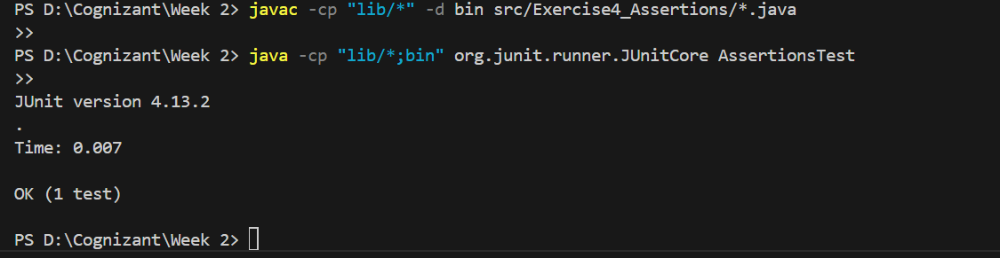 PS D:\Cognizant\Week 2> javac -cp "lib/*" -d bin src/Exercise4_Assertions/*.java
>>
PS D:\Cognizant\Week 2> java -cp "lib/*;bin" org.junit.runner.JUnitCore AssertionsTest
>>
JUnit version 4.13.2
.
Time: 0.007
OK (1 test)
PS D:\Cognizant\Week 2>